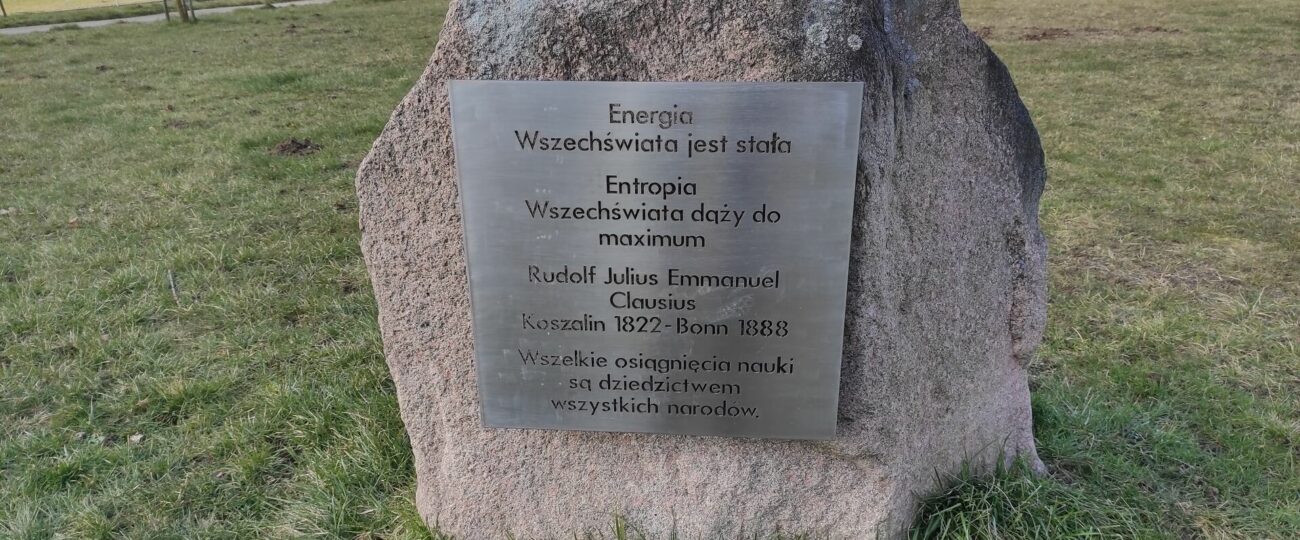 Energia
Wszechświata jest stała
Entropia
Wszechświata dąży do
maximum
Rudolf Julius Emmanuel
Clausius
Koszalin 1822-Bonn 1888
Wszelkie osiągnięcia nauki
są dziedzictwem
wszystkich narodów.